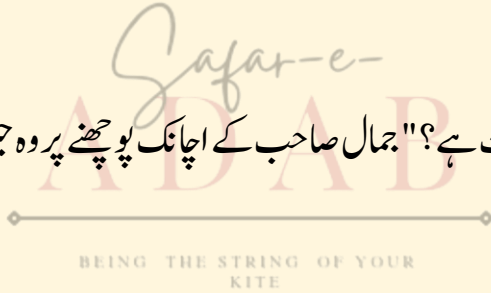 Safar-e-
ADAB
ہے؟" جمال صاحب کے اچانک پوچھنے پر وہ
BEING THE STRING OF YOUR
KITE